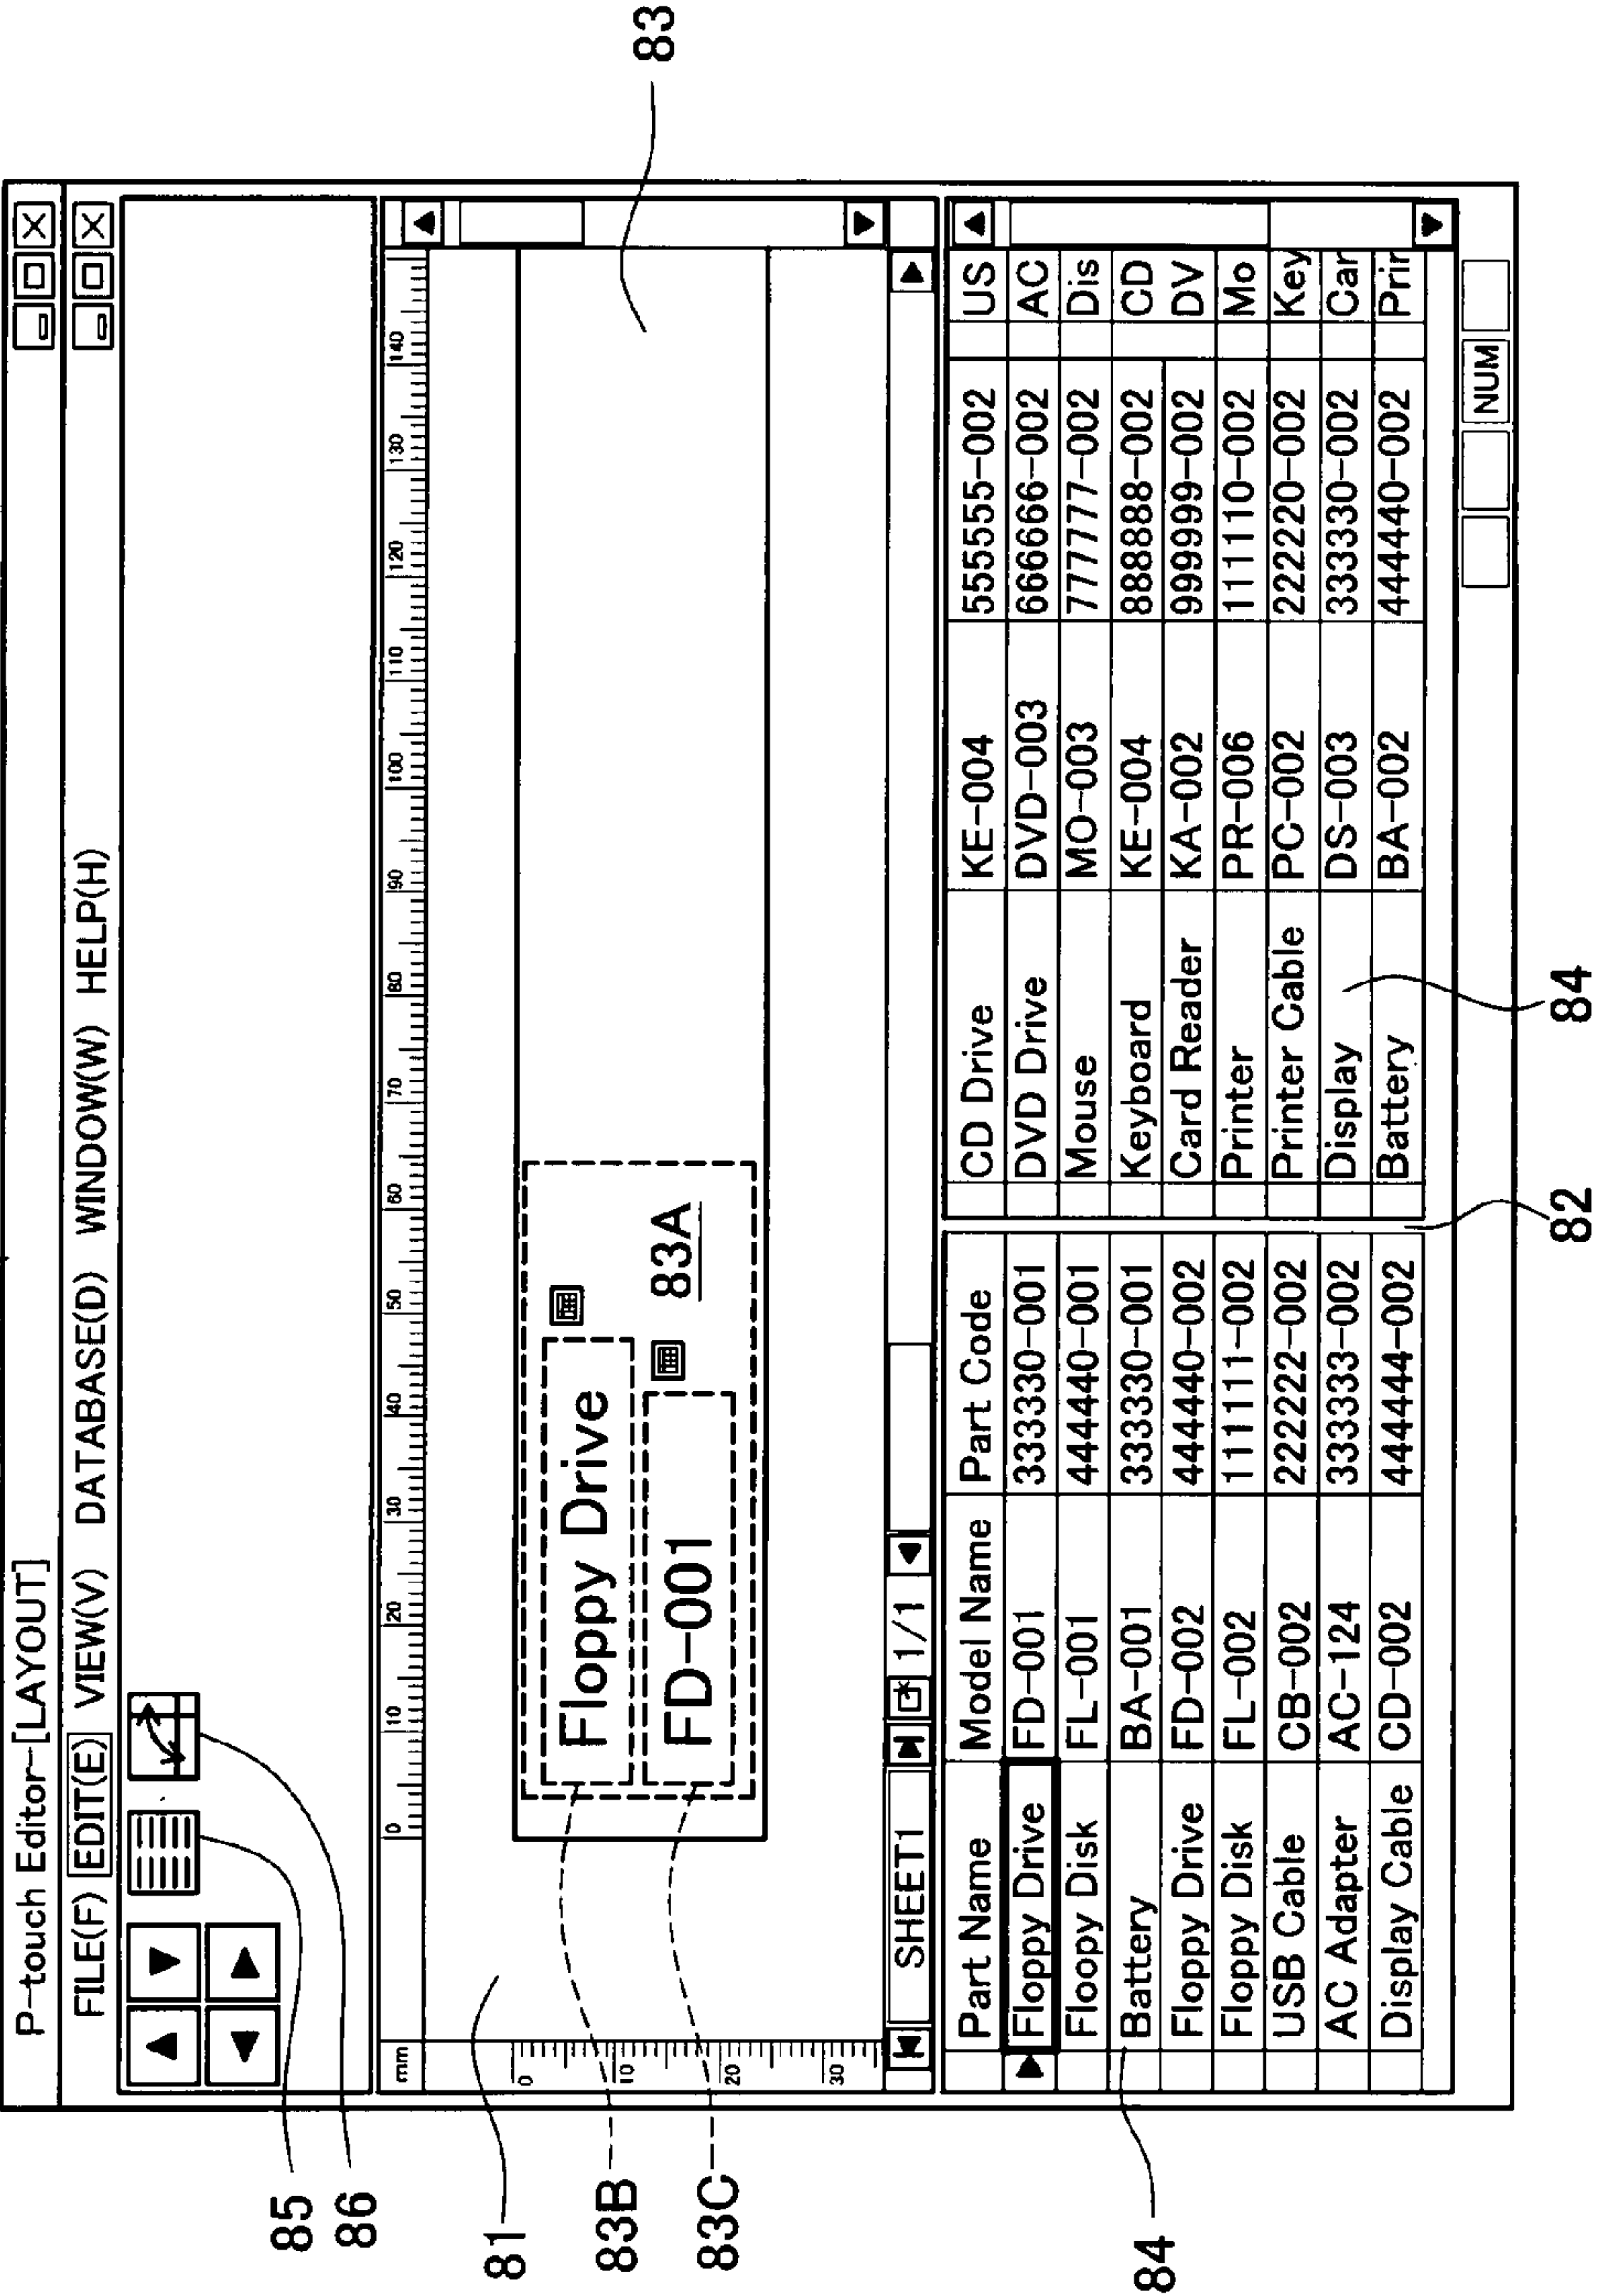 P-touch Editor-[LAYOUT]
FILE(F) EDIT(E) VIEW(V) DATABASE(D) WINDOW(W) HELP(H)
85
86
mm 0 10 20 30 40 50 60 70 80 90 100 110 120 130 140
81
83
0
10
20
30
Floppy Drive
FD-001
83A
83B
83C
SHEET1 1/1
Part Name Model Name Part Code
Floppy Drive FD-001 333330-001
Floopy Disk FL-001 444440-001
Battery BA-001 333330-001
Floppy Drive FD-002 444440-002
Floppy Disk FL-002 111111-002
USB Cable CB-002 222222-002
AC Adapter AC-124 333333-002
Display Cable CD-002 444444-002
CD Drive KE-004 555555-002 US
DVD Drive DVD-003 666666-002 AC
Mouse MO-003 777777-002 Dis
Keyboard KE-004 888888-002 CD
Card Reader KA-002 999999-002 DV
Printer PR-006 111110-002 Mo
Printer Cable PC-002 222220-002 Key
Display DS-003 333330-002 Car
Battery BA-002 444440-002 Prin
NUM
84
82
84